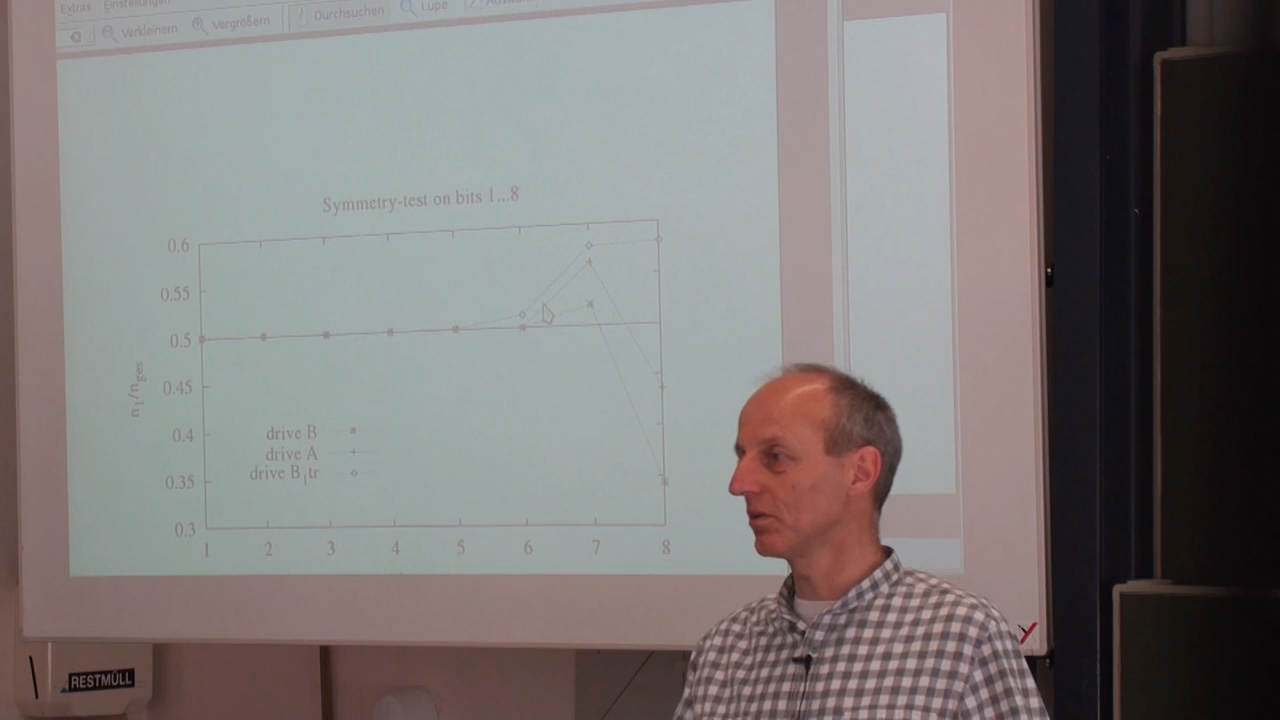 Extras Einstellungen
Verkleinern Vergrößern Durchsuchen Lupe
Symmetry-test on bits 1...8
0.6
0.55
0.5
0.45
0.4
0.35
0.3
n1/nges
drive B
drive A
drive B1tr
1 2 3 4 5 6 7 8
RESTMÜLL